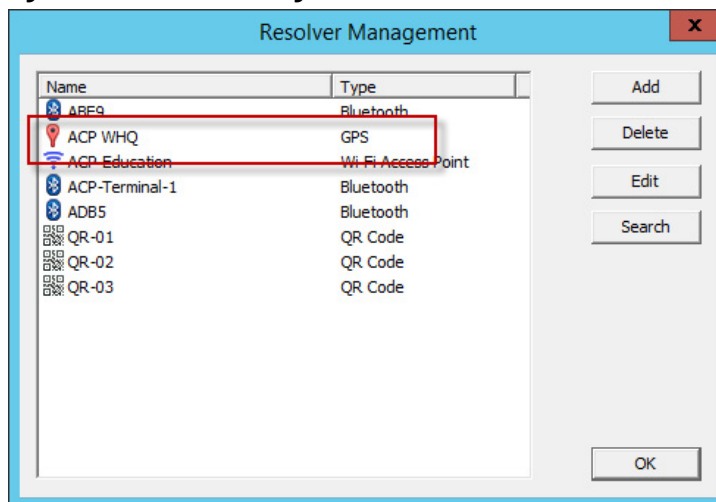 Resolver Management
x
Name Type
ABE9 Bluetooth
ACP WHQ GPS
ACP-Education Wi-Fi Access Point
ACP-Terminal-1 Bluetooth
ADB5 Bluetooth
QR-01 QR Code
QR-02 QR Code
QR-03 QR Code
Add
Delete
Edit
Search
OK